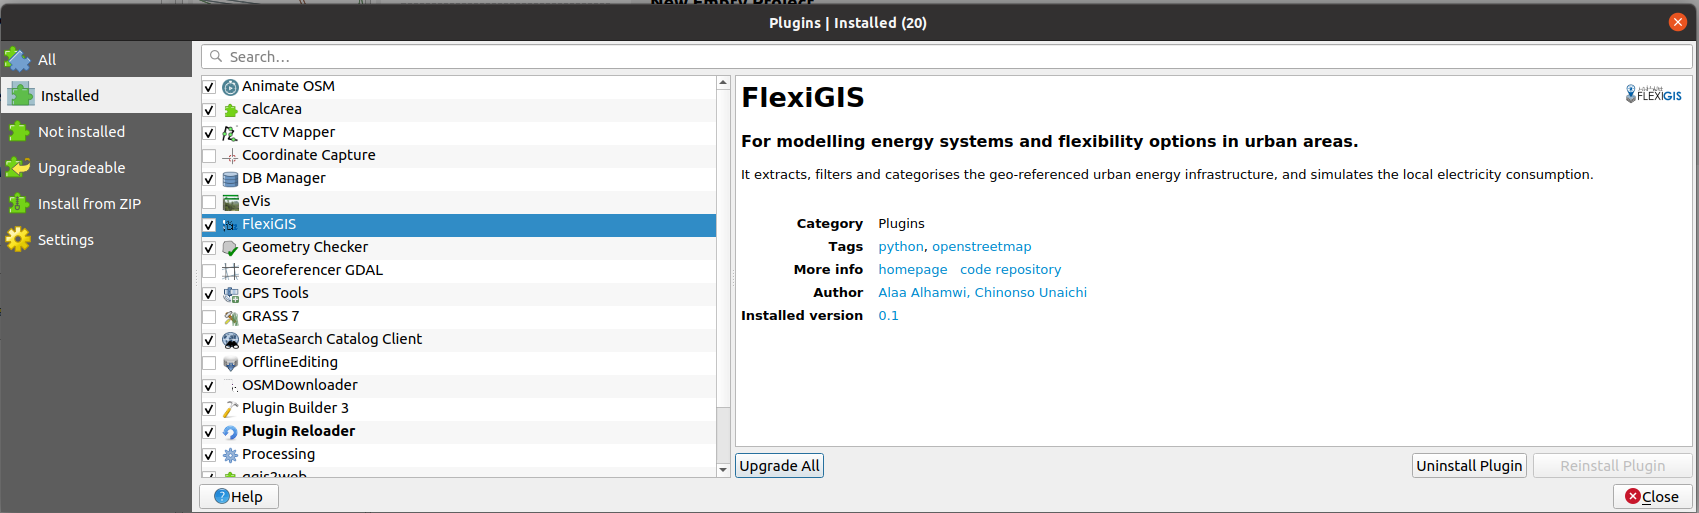 New Empty Project
Plugins | Installed (20)
All
Installed
Not installed
Upgradeable
Install from ZIP
Settings
Search…
Animate OSM
CalcArea
CCTV Mapper
Coordinate Capture
DB Manager
eVis
FlexiGIS
Geometry Checker
Georeferencer GDAL
GPS Tools
GRASS 7
MetaSearch Catalog Client
OfflineEditing
OSMDownloader
Plugin Builder 3
Plugin Reloader
Processing
qgis2web
FlexiGIS
FLEXIGIS
For modelling energy systems and flexibility options in urban areas.
It extracts, filters and categorises the geo-referenced urban energy infrastructure, and simulates the local electricity consumption.
Category Plugins
Tags python, openstreetmap
More info homepage code repository
Author Alaa Alhamwi, Chinonso Unaichi
Installed version 0.1
Upgrade All
Uninstall Plugin
Reinstall Plugin
Help
Close